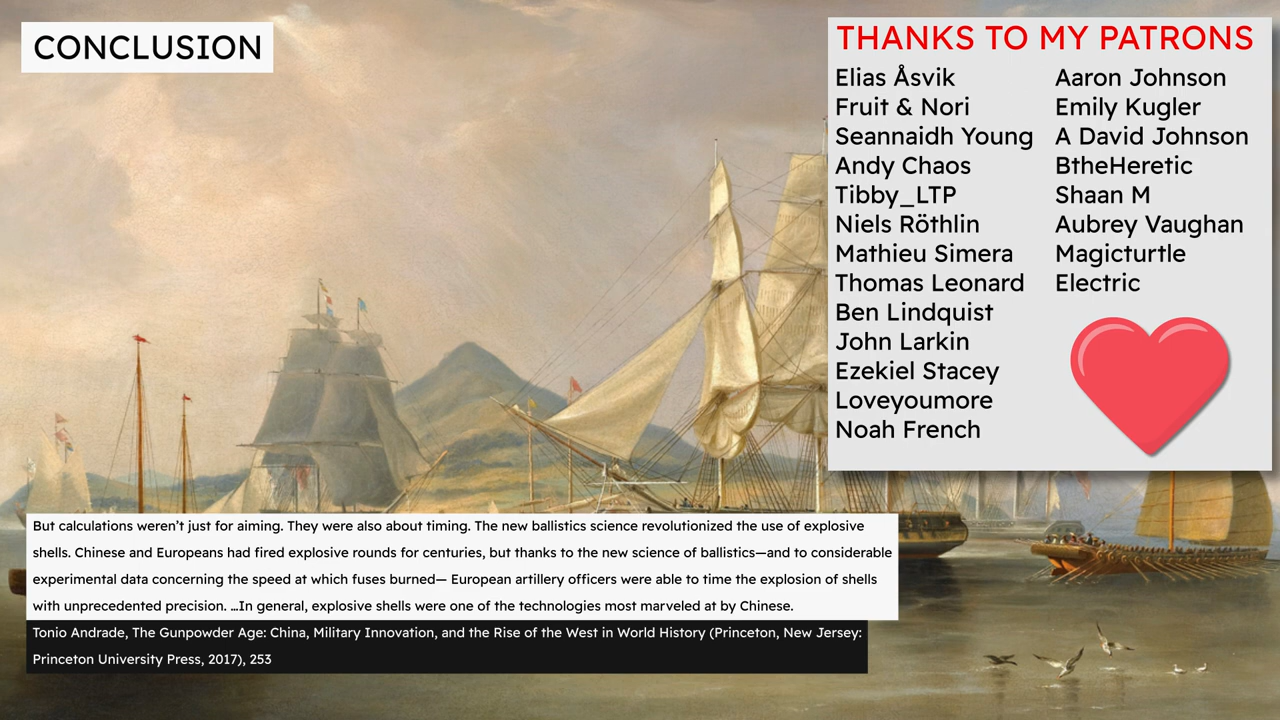 CONCLUSION
THANKS TO MY PATRONS
Elias Åsvik
Fruit & Nori
Seannaidh Young
Andy Chaos
Tibby_LTP
Niels Röthlin
Mathieu Simera
Thomas Leonard
Ben Lindquist
John Larkin
Ezekiel Stacey
Loveyoumore
Noah French
Aaron Johnson
Emily Kugler
A David Johnson
BtheHeretic
Shaan M
Aubrey Vaughan
Magicturtle
Electric
But calculations weren’t just for aiming. They were also about timing. The new ballistics science revolutionized the use of explosive
shells. Chinese and Europeans had fired explosive rounds for centuries, but thanks to the new science of ballistics—and to considerable
experimental data concerning the speed at which fuses burned— European artillery officers were able to time the explosion of shells
with unprecedented precision. …In general, explosive shells were one of the technologies most marveled at by Chinese.
Tonio Andrade, The Gunpowder Age: China, Military Innovation, and the Rise of the West in World History (Princeton, New Jersey:
Princeton University Press, 2017), 253